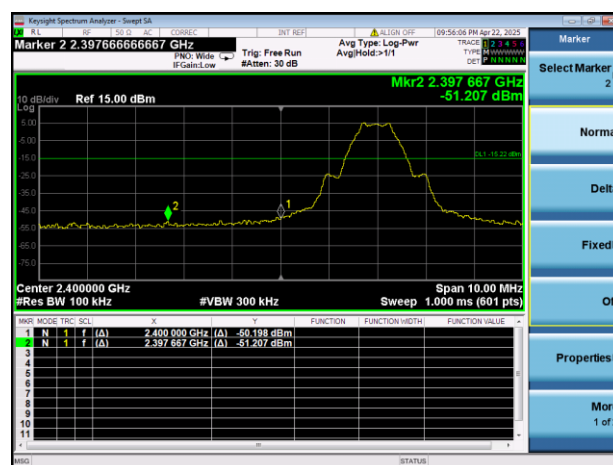 Keysight Spectrum Analyzer - Swept SA
RL RF 50 Ω AC CORREC INT REF ALIGN OFF 09:56:06 PM Apr 22, 2025
Marker 2 2.397666666667 GHz
PNO: Wide
IFGain:Low
Trig: Free Run
#Atten: 30 dB
Avg Type: Log-Pwr
Avg|Hold:>1/1
TRACE 1 2 3 4 5 6
TYPE M WWWWW
DET P N N N N N
Mkr2 2.397 667 GHz
-51.207 dBm
10 dB/div Ref 15.00 dBm
Log
5.00
-5.00
-15.0
-25.0
-35.0
-45.0
-55.0
-65.0
-75.0
DL1 -15.22 dBm
2
1
Center 2.400000 GHz Span 10.00 MHz
#Res BW 100 kHz #VBW 300 kHz Sweep 1.000 ms (601 pts)
MKR MODE TRC SCL X Y FUNCTION FUNCTION WIDTH FUNCTION VALUE
1 N 1 f (Δ) 2.400 000 GHz (Δ) -50.198 dBm
2 N 1 f (Δ) 2.397 667 GHz (Δ) -51.207 dBm
3
4
5
6
7
8
9
10
11
MSG STATUS
Marker
Select Marker
2
Norma
Delt
Fixed
Of
Properties
Mor
1 of